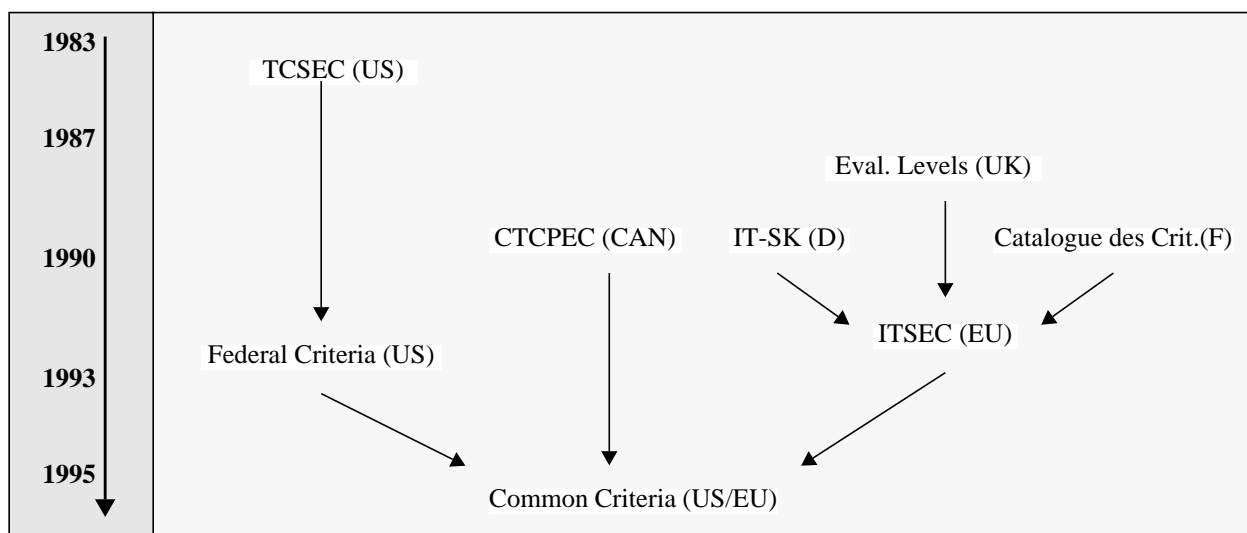 1983
TCSEC (US)
1987
Eval. Levels (UK)
CTCPEC (CAN)
IT-SK (D)
Catalogue des Crit.(F)
1990
ITSEC (EU)
Federal Criteria (US)
1993
1995
Common Criteria (US/EU)